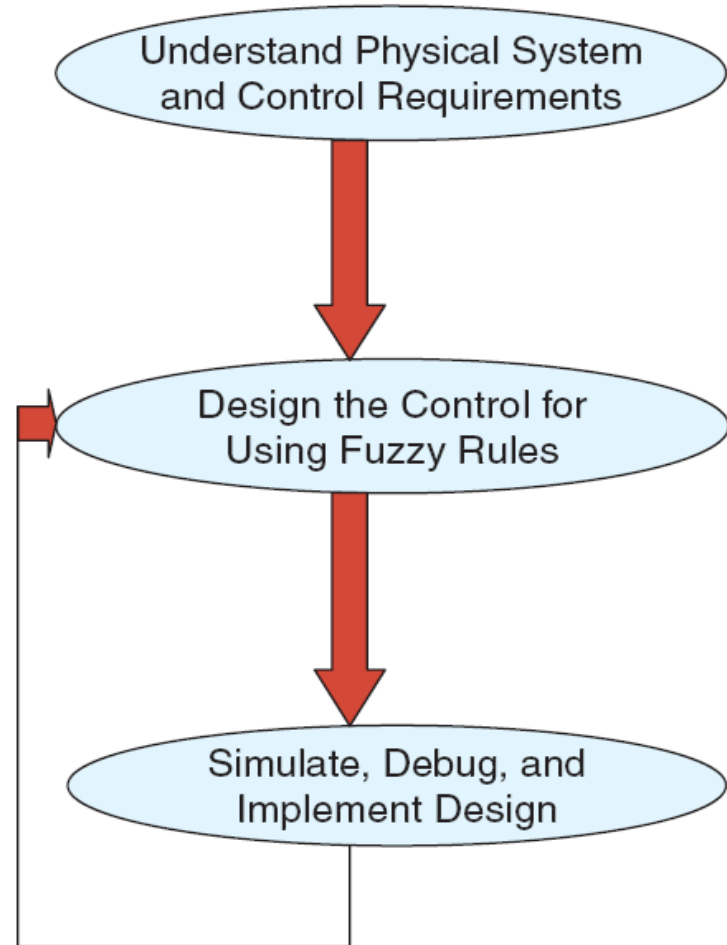 Understand Physical System
and Control Requirements
Design the Control for
Using Fuzzy Rules
Simulate, Debug, and
Implement Design